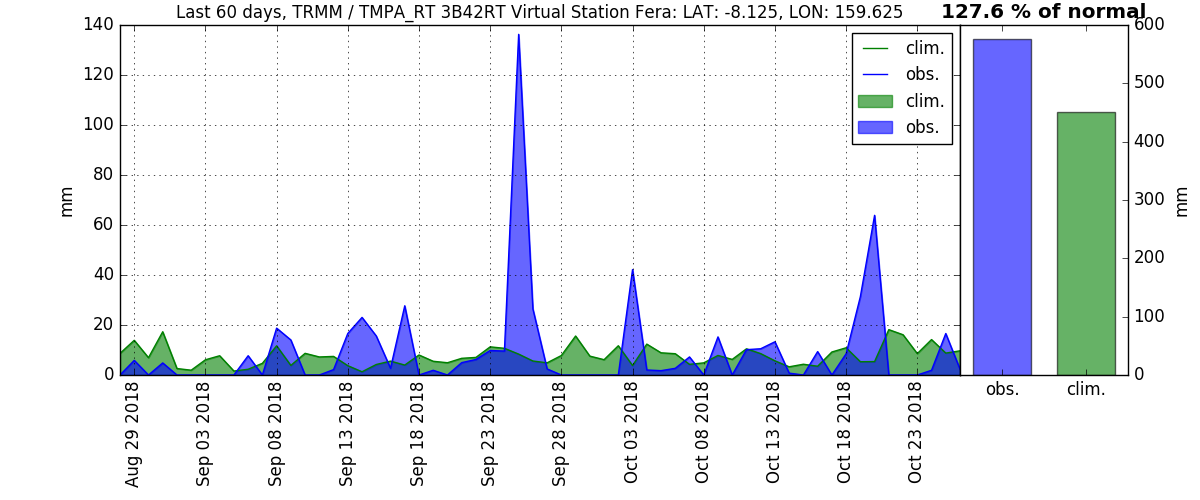 Last 60 days, TRMM / TMPA_RT 3B42RT Virtual Station Fera: LAT: -8.125, LON: 159.625
127.6 % of normal
140
120
100
80
60
40
20
0
mm
clim.
obs.
clim.
obs.
600
500
400
300
200
100
0
mm
obs.
clim.
Aug 29 2018
Sep 03 2018
Sep 08 2018
Sep 13 2018
Sep 18 2018
Sep 23 2018
Sep 28 2018
Oct 03 2018
Oct 08 2018
Oct 13 2018
Oct 18 2018
Oct 23 2018